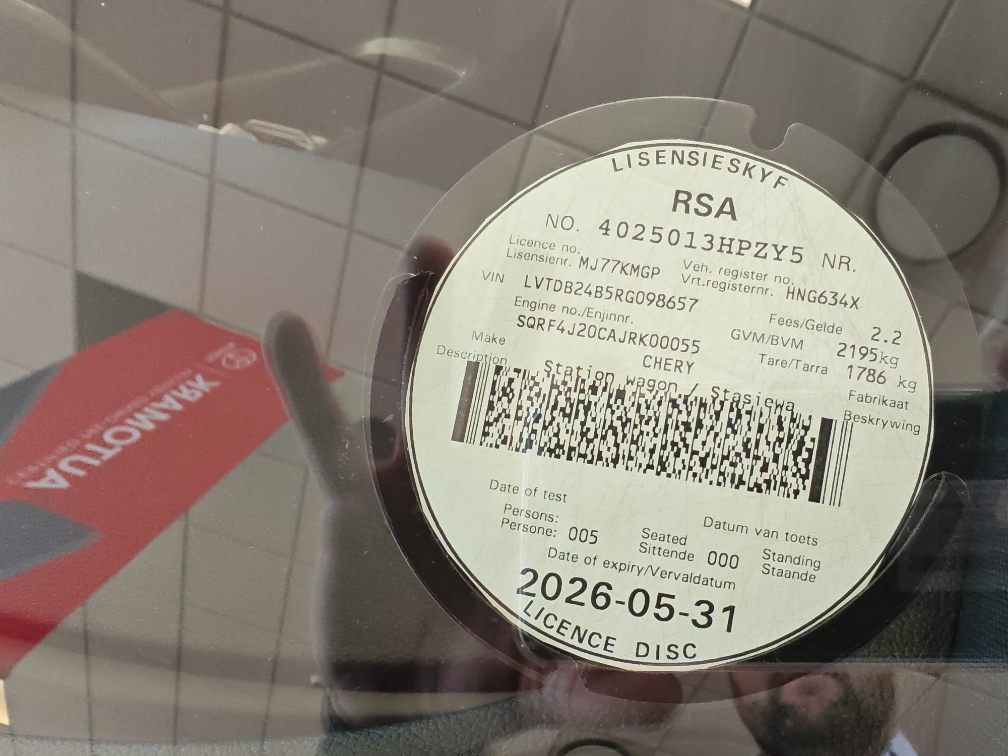 LISENSIESKYF
RSA
NO. 4025013HPZY5 NR.
Licence no. Veh. register no.
Lisensienr. MJ77KMGP Vrt.registernr. HNG634X
VIN LVTDB24B5RG098657 Fees/Gelde 2.2
Engine no./Enjinnr. GVM/BVM 2195kg
SQRF4J20CAJRK00055 Tare/Tarra 1786 kg
Make CHERY Fabrikaat
Description Station wagon / Stasiewa Beskrywing
Date of test Datum van toets
Persons: Seated Standing
Persone: 005 Sittende 000 Staande
Date of expiry/Vervaldatum
2026-05-31
LICENCE DISC
AUTOMARK